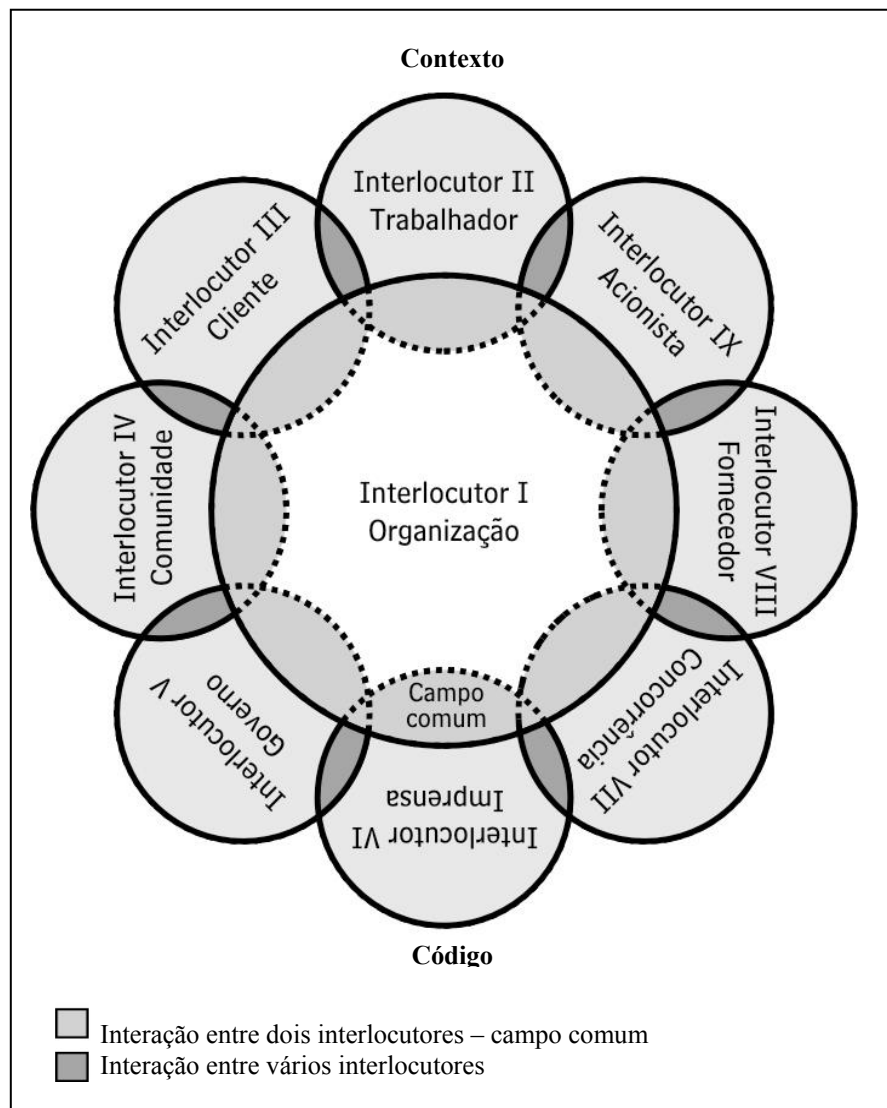 Contexto
Interlocutor II
Trabalhador
Interlocutor III
Cliente
Interlocutor IX
Acionista
Interlocutor IV
Comunidade
Interlocutor I
Organização
Interlocutor VIII
Fornecedor
Interlocutor V
Governo
Campo
comum
Interlocutor VI
Imprensa
Interlocutor VII
Concorrência
Código
Interação entre dois interlocutores – campo comum
Interação entre vários interlocutores